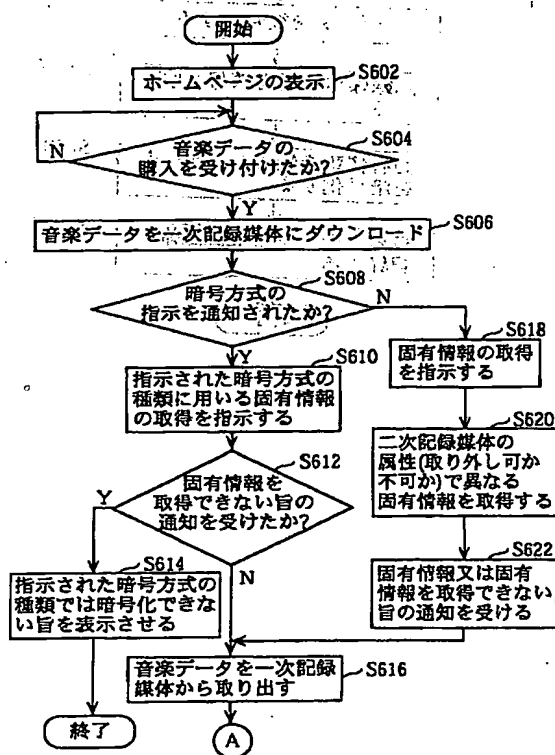 開始
ホームページの表示
S602
音楽データの
購入を受け付けたか?
S604
N
Y
音楽データを一次記録媒体にダウンロード
S606
暗号方式の
指示を通知されたか?
S608
N
Y
指示された暗号方式の
種類に用いる固有情報
の取得を指示する
S610
固有情報の取得
を指示する
S618
固有情報を
取得できない旨の
通知を受けたか?
S612
Y
N
二次記録媒体の
属性(取り外し可か
不可か)で異なる
固有情報を取得する
S620
指示された暗号方式の
種類では暗号化できな
い旨を表示させる
S614
固有情報又は固有
情報を取得できない
旨の通知を受ける
S622
音楽データを一次記録
媒体から取り出す
S616
終了
A